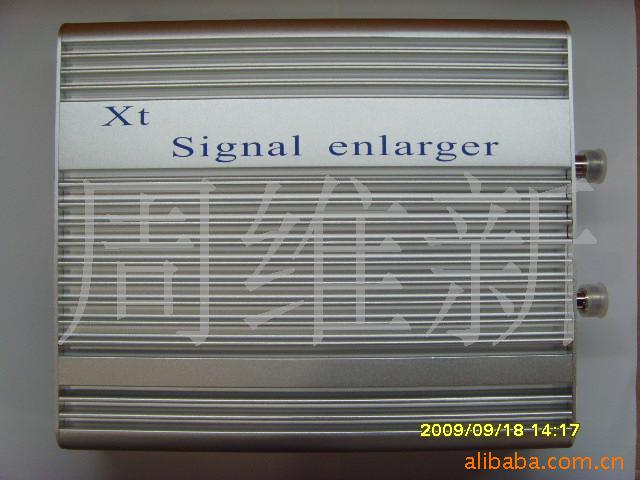 Xt
Signal enlarger
周维新
2009/09/18 14:17
alibaba.com.cn